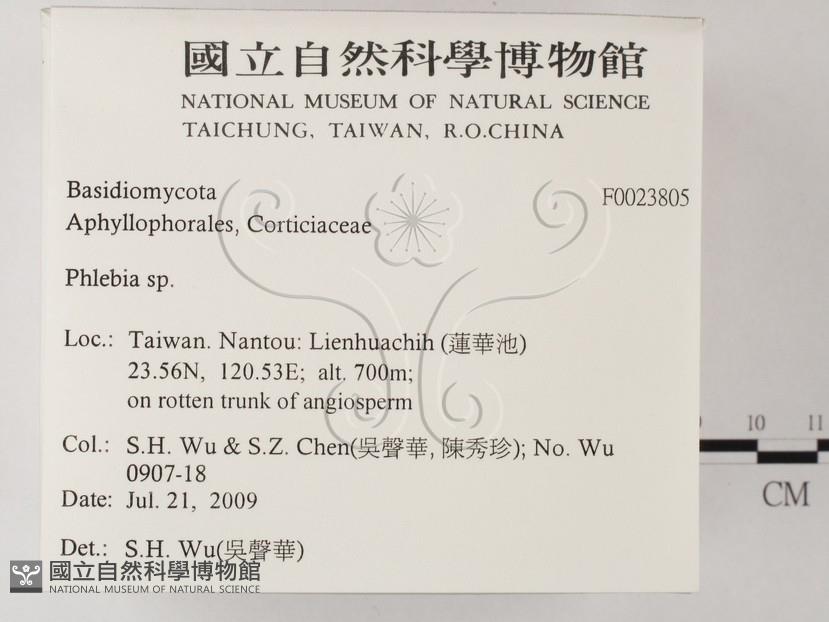 國立自然科學博物館
NATIONAL MUSEUM OF NATURAL SCIENCE
TAICHUNG, TAIWAN, R.O.CHINA
Basidiomycota
F0023805
Aphyllophorales, Corticiaceae
Phlebia sp.
Loc.: Taiwan. Nantou: Lienhuachih (蓮華池)
23.56N, 120.53E; alt. 700m;
on rotten trunk of angiosperm
Col.: S.H. Wu & S.Z. Chen(吳聲華, 陳秀珍); No. Wu
0907-18
Date: Jul. 21, 2009
Det.: S.H. Wu(吳聲華)
10 11
CM
國立自然科學博物館
NATIONAL MUSEUM OF NATURAL SCIENCE